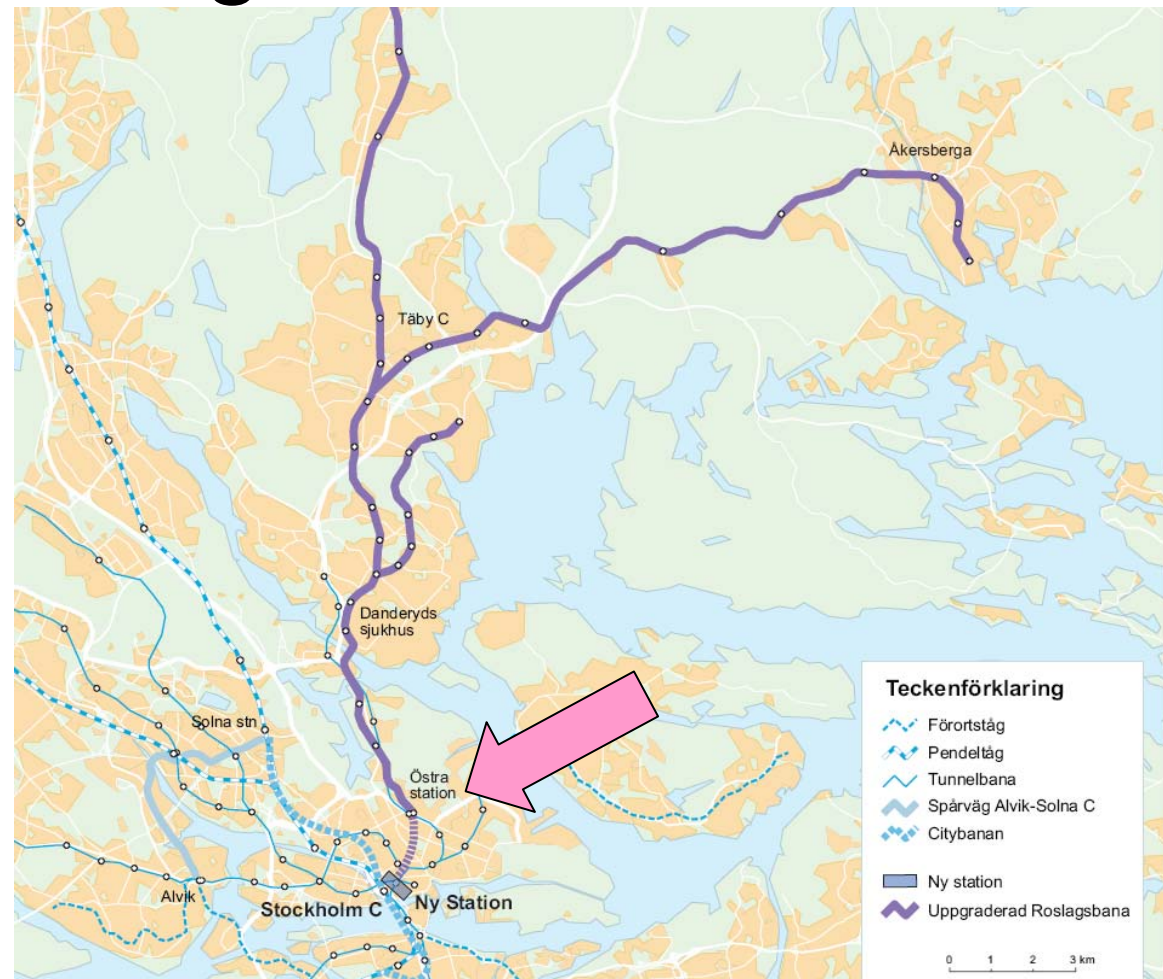 Åkersberga
Täby C
Danderyds
sjukhus
Solna stn
Östra
station
Alvik
Stockholm C
Ny Station
Teckenförklaring
Förortståg
Pendeltåg
Tunnelbana
Spårväg Alvik-Solna C
Citybanan
Ny station
Uppgraderad Roslagsbana
0 1 2 3 km